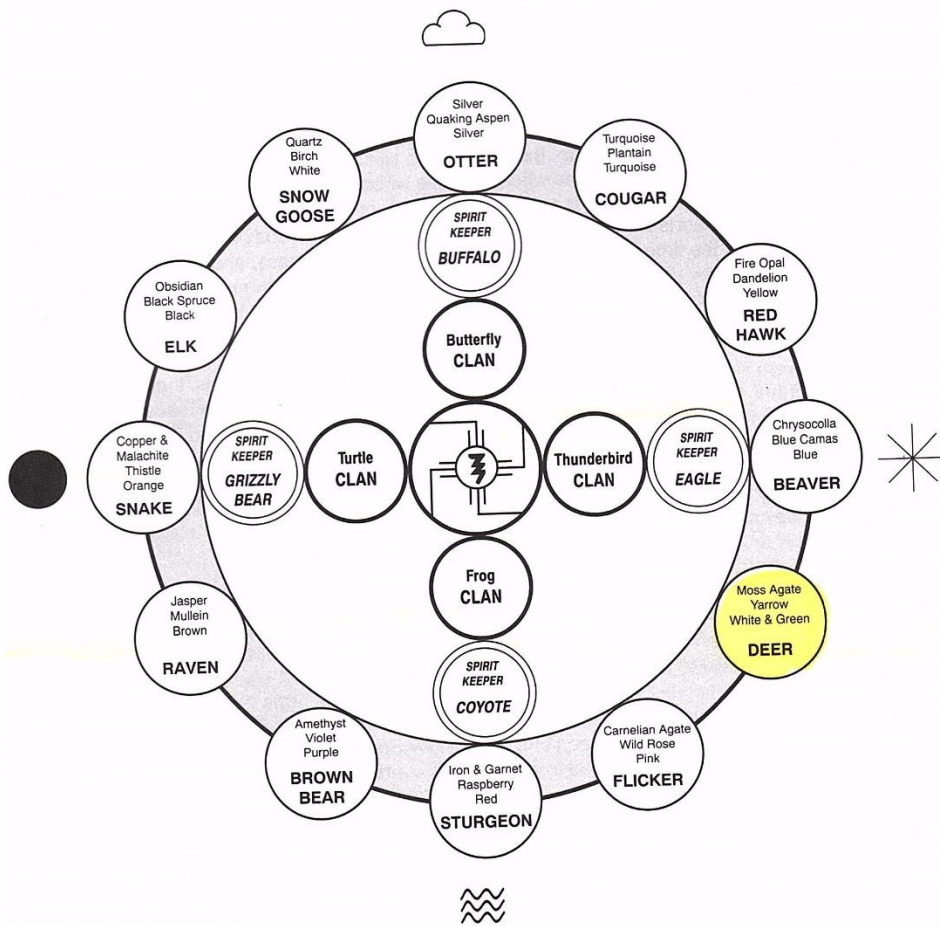 Silver
Quaking Aspen
Silver
OTTER
Turquoise
Plantain
Turquoise
COUGAR
Fire Opal
Dandelion
Yellow
RED
HAWK
Chrysocolla
Blue Camas
Blue
BEAVER
Moss Agate
Yarrow
White & Green
DEER
Carnelian Agate
Wild Rose
Pink
FLICKER
Iron & Garnet
Raspberry
Red
STURGEON
Amethyst
Violet
Purple
BROWN
BEAR
Jasper
Mullein
Brown
RAVEN
Copper &
Malachite
Thistle
Orange
SNAKE
Obsidian
Black Spruce
Black
ELK
Quartz
Birch
White
SNOW
GOOSE
SPIRIT
KEEPER
BUFFALO
Butterfly
CLAN
SPIRIT
KEEPER
GRIZZLY
BEAR
Turtle
CLAN
Thunderbird
CLAN
SPIRIT
KEEPER
EAGLE
Frog
CLAN
SPIRIT
KEEPER
COYOTE